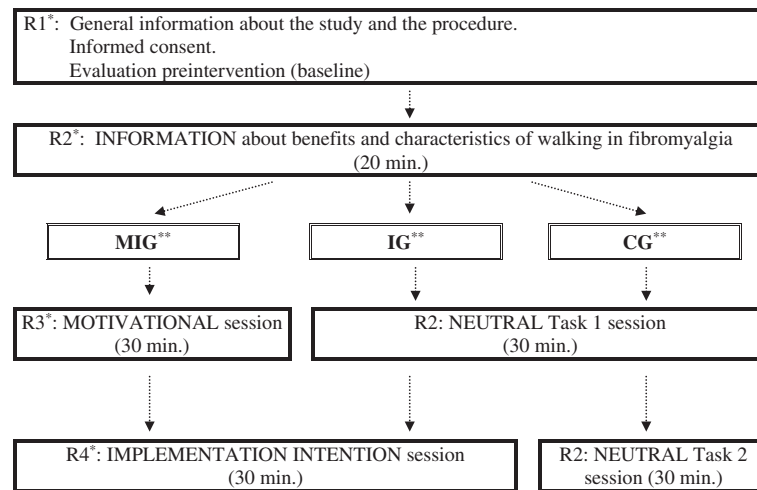 R1*: General information about the study and the procedure.
Informed consent.
Evaluation preintervention (baseline)
R2*: INFORMATION about benefits and characteristics of walking in fibromyalgia
(20 min.)
MIG**
IG**
CG**
R3*: MOTIVATIONAL session
(30 min.)
R2: NEUTRAL Task 1 session
(30 min.)
R4*: IMPLEMENTATION INTENTION session
(30 min.)
R2: NEUTRAL Task 2
session (30 min.)